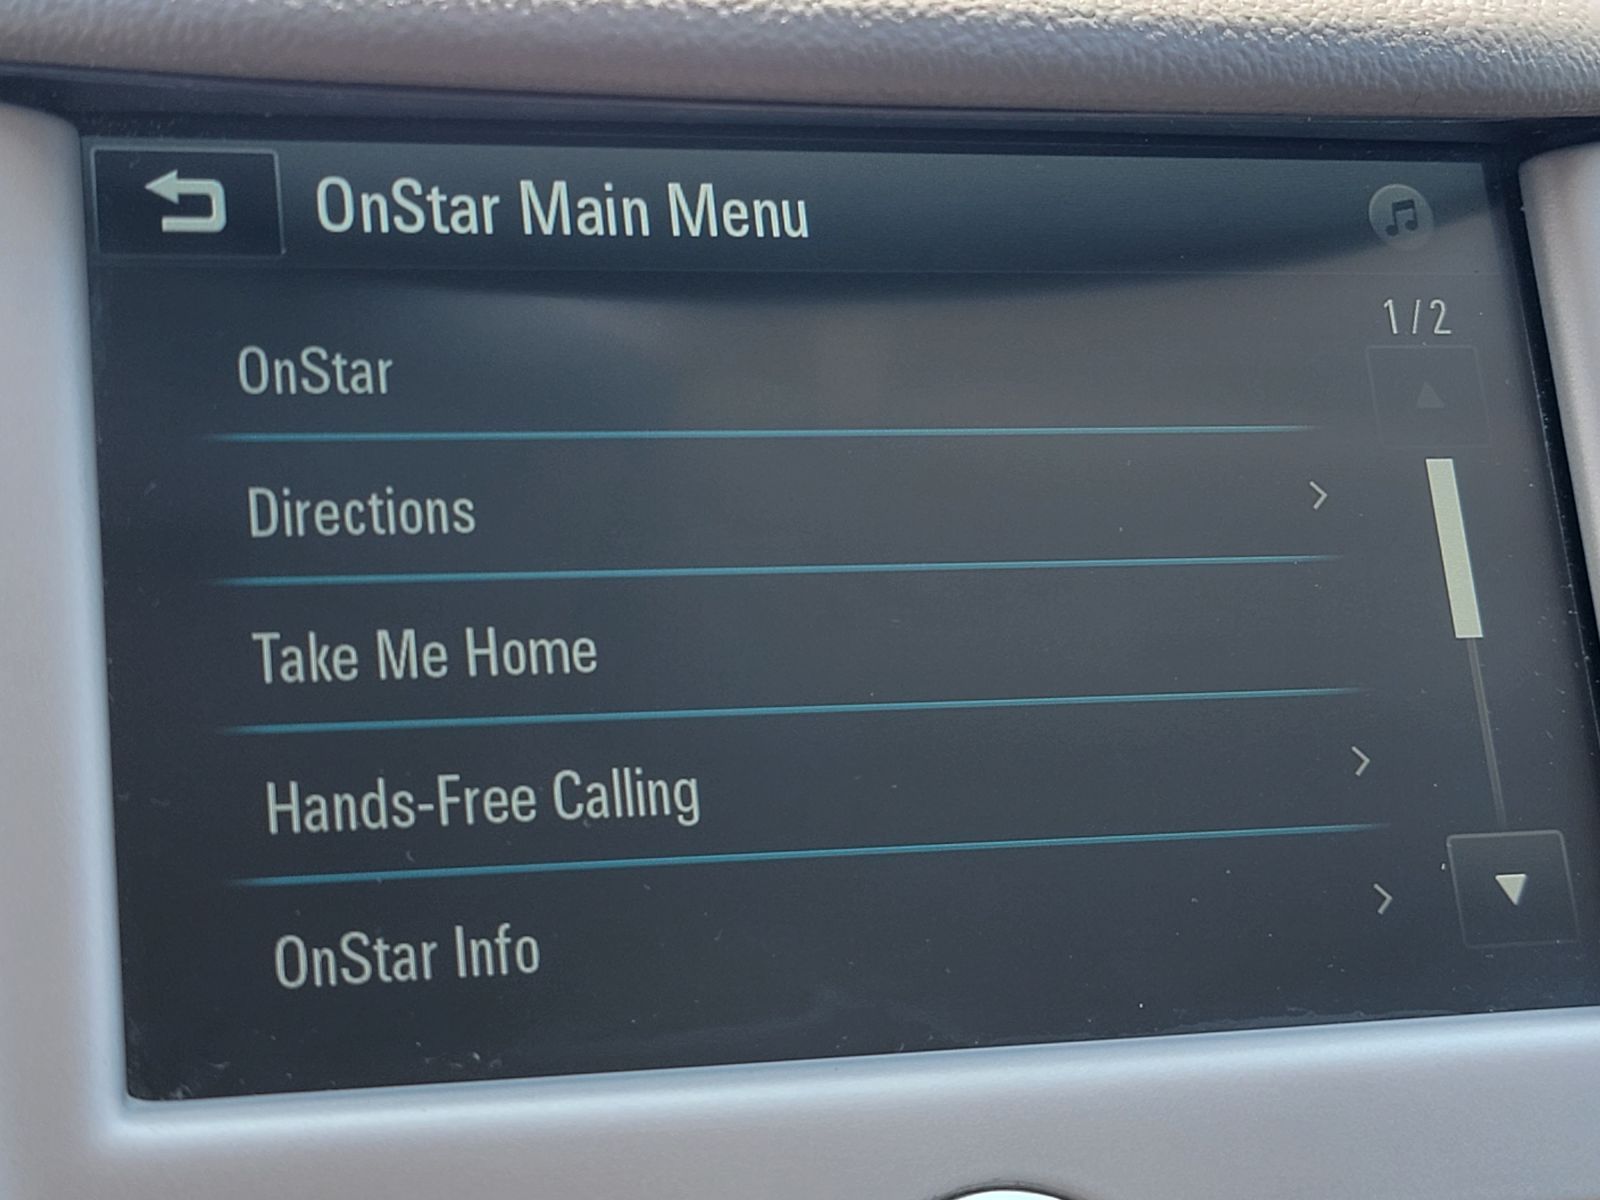 OnStar Main Menu
1/2
OnStar
Directions
Take Me Home
Hands-Free Calling
OnStar Info